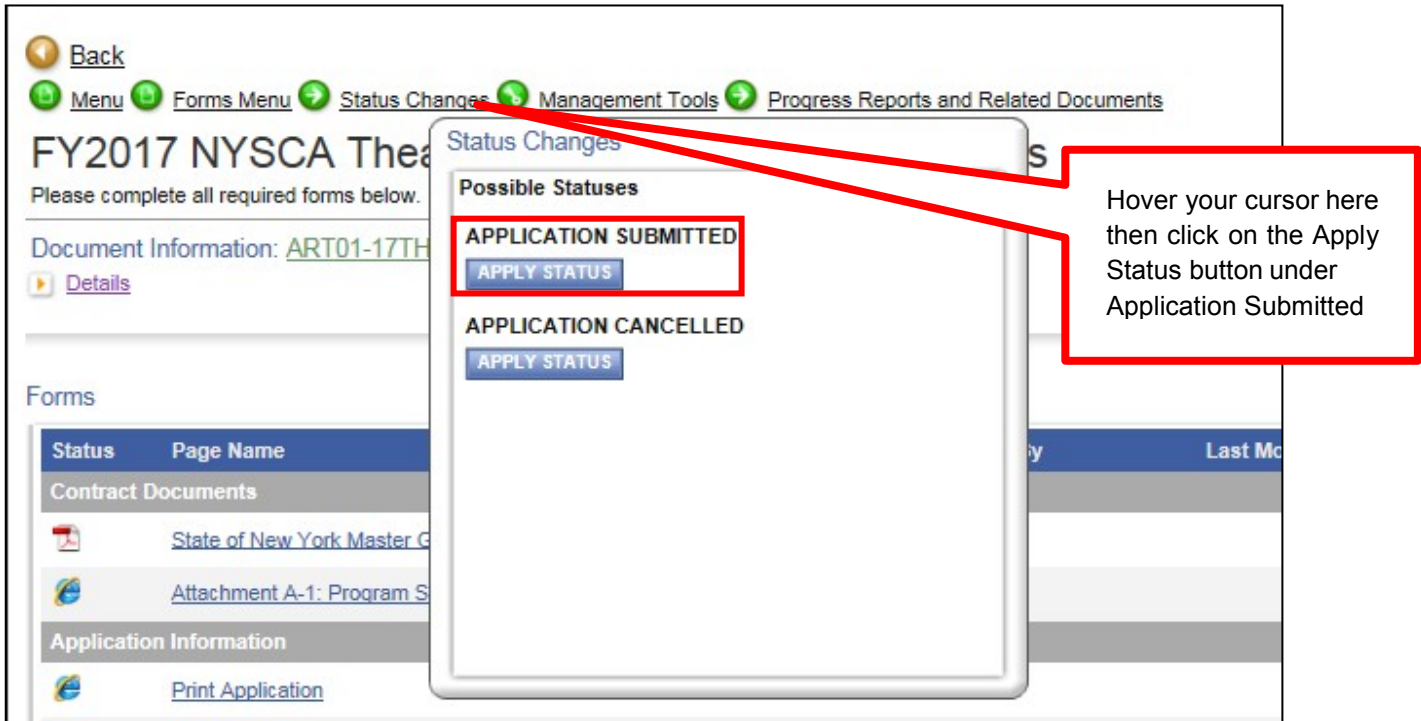 Back
Menu Forms Menu Status Changes Management Tools Progress Reports and Related Documents
FY2017 NYSCA Thea s
Please complete all required forms below.
Document Information: ART01-17TH
Details
Status Changes
Possible Statuses
APPLICATION SUBMITTED
APPLY STATUS
APPLICATION CANCELLED
APPLY STATUS
Hover your cursor here
then click on the Apply
Status button under
Application Submitted
Forms
Status Page Name By Last Mo
Contract Documents
State of New York Master G
Attachment A-1: Program S
Application Information
Print Application